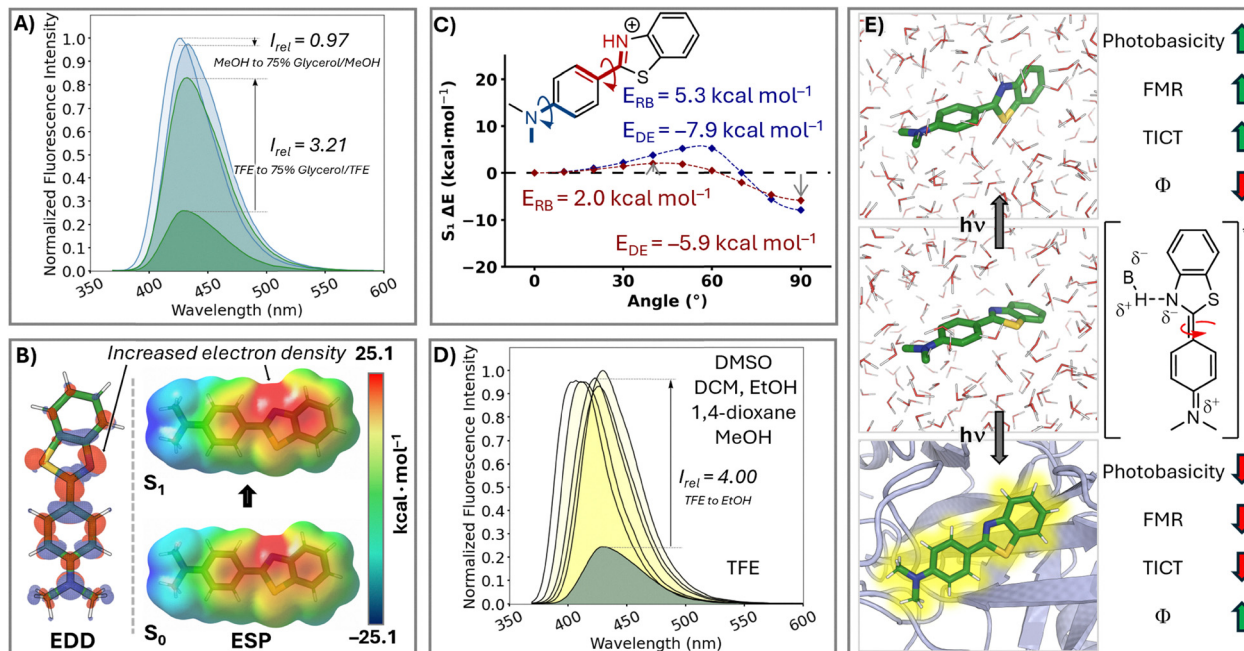 A)
Normalized Fluorescence Intensity
1.0
0.9
0.8
0.7
0.6
0.5
0.4
0.3
0.2
0.1
0.0
I_rel = 0.97
MeOH to 75% Glycerol/MeOH
I_rel = 3.21
TFE to 75% Glycerol/TFE
350
400
450
500
550
600
Wavelength (nm)
B)
Increased electron density
25.1
kcal·mol⁻¹
−25.1
S₁
S₀
EDD
ESP
C)
S₁ ΔE (kcal·mol⁻¹)
20
10
0
−10
−20
N
HN
S
+
E_RB = 5.3 kcal mol⁻¹
E_DE = −7.9 kcal mol⁻¹
E_RB = 2.0 kcal mol⁻¹
E_DE = −5.9 kcal mol⁻¹
0
30
60
90
Angle (°)
D)
Normalized Fluorescence Intensity
1.0
0.9
0.8
0.7
0.6
0.5
0.4
0.3
0.2
0.1
0.0
DMSO
DCM, EtOH
1,4-dioxane
MeOH
I_rel = 4.00
TFE to EtOH
TFE
350
400
450
500
550
600
Wavelength (nm)
E)
Photobasicity
FMR
TICT
Φ
hν
hν
δ⁻
B
H
δ⁺
N
δ⁻
S
N
δ⁺
Photobasicity
FMR
TICT
Φ